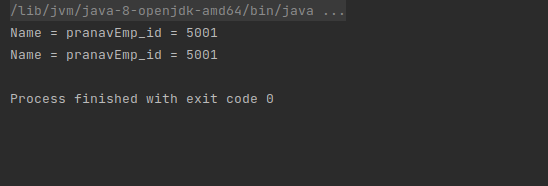 /lib/jvm/java-8-openjdk-amd64/bin/java ...
Name = pranavEmp_id = 5001
Name = pranavEmp_id = 5001
Process finished with exit code 0